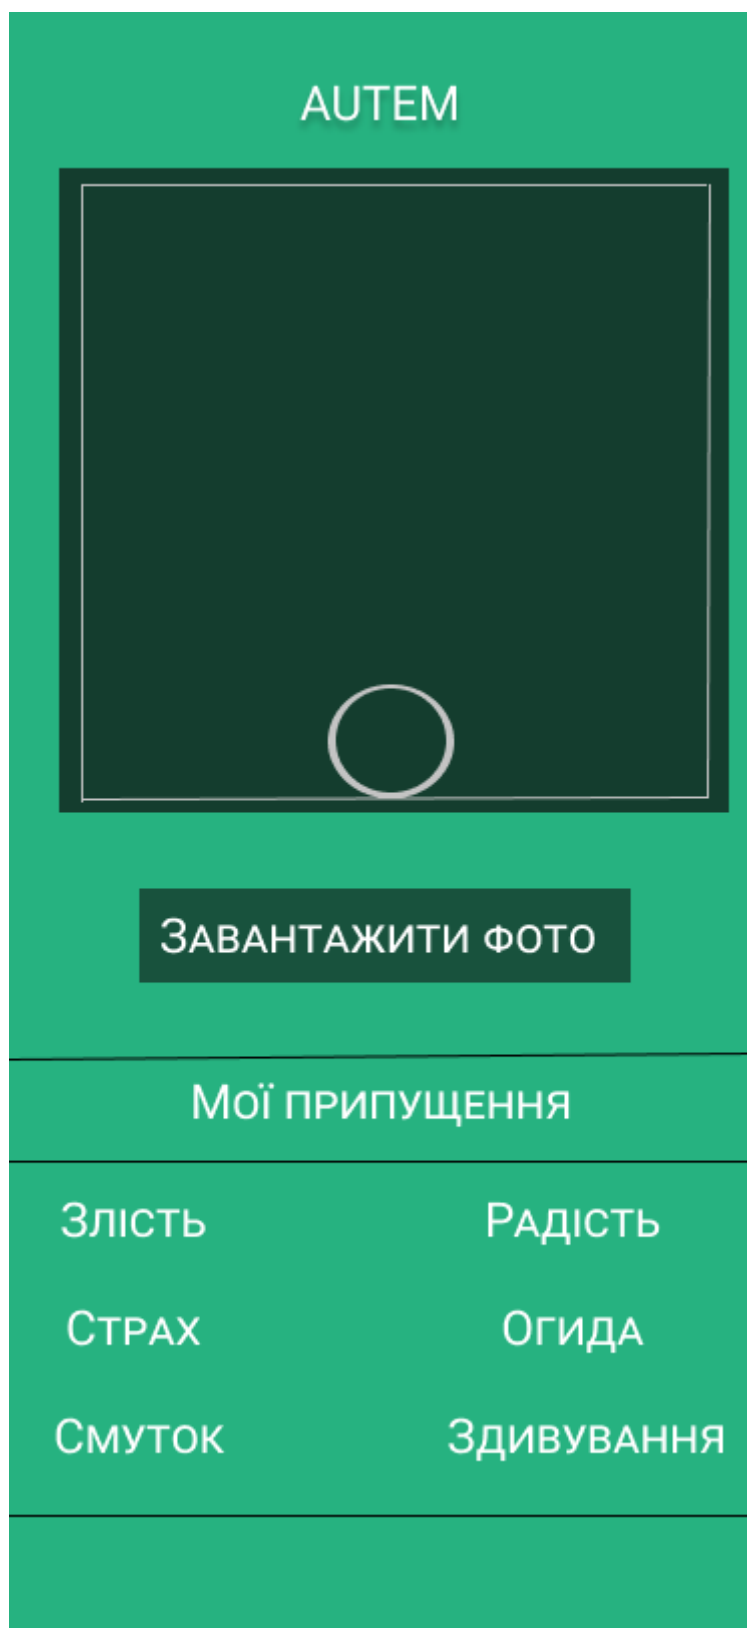 AUTEM
Завантажити фото
Мої припущення
Злість Радість
Страх Огида
Смуток Здивування